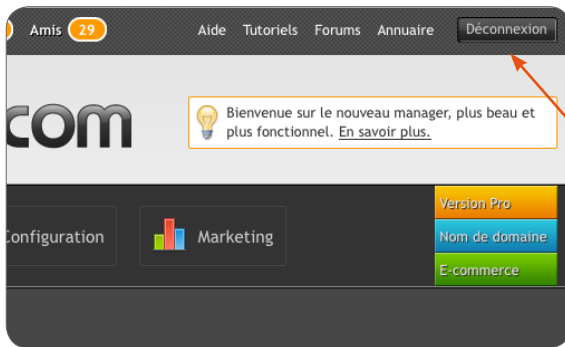 Amis 29 Aide Tutoriels Forums Annuaire Déconnexion
com
Bienvenue sur le nouveau manager, plus beau et
plus fonctionnel. En savoir plus.
Configuration Marketing
Version Pro
Nom de domaine
E-commerce